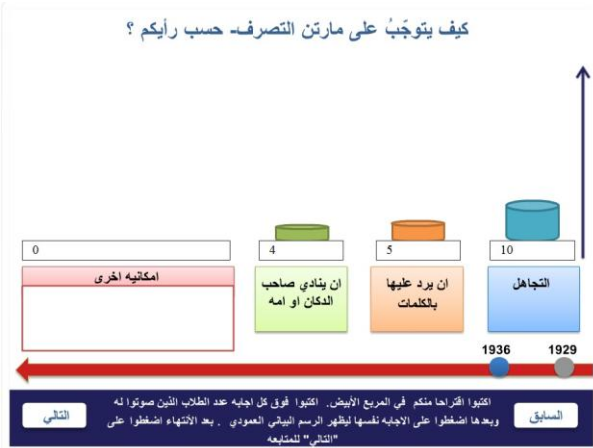 كيف يتوجّبُ على مارتن التصرف- حسب رأيكم ؟
10
5
4
0
التجاهل
ان يرد عليها
بالكلمات
ان ينادي صاحب
الدكان او امه
امكانيه اخرى
1929
1936
السابق
اكتبوا اقتراحا منكم في المربع الأبيض. اكتبوا فوق كل اجابه عدد الطلاب الذين صوتوا له
وبعدها اضغطوا على الاجابه نفسها ليظهر الرسم البياني العمودي . بعد الأنتهاء اضغطوا على
"التالي" للمتابعه
التالي